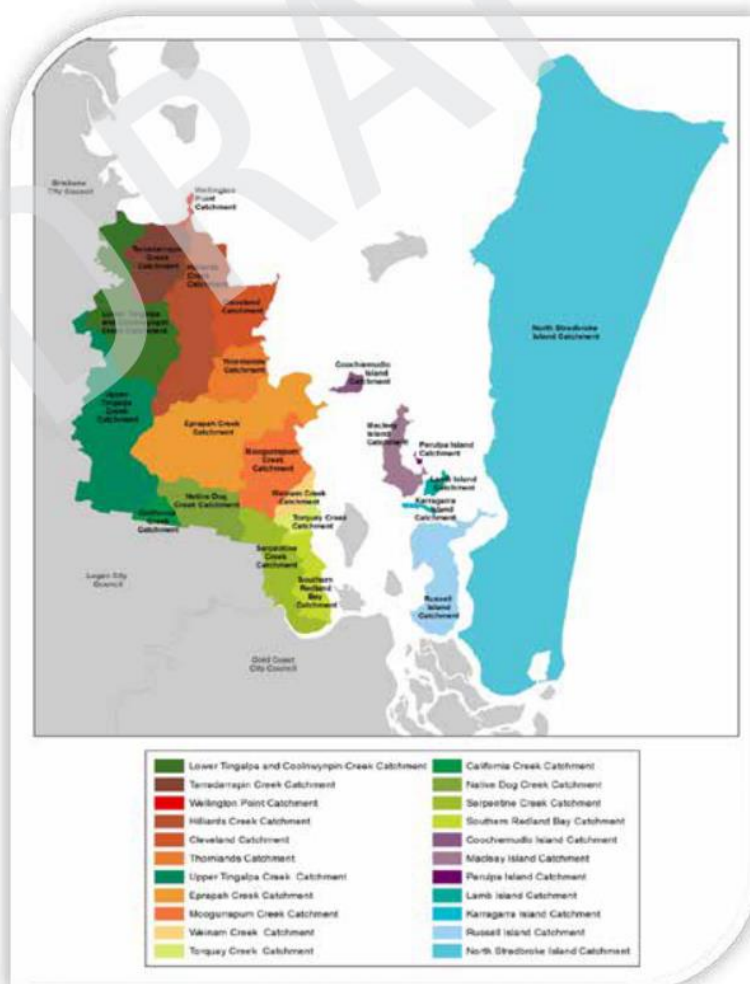 DRAFT
Brisbane
City Council
Wellington
Point
Catchment
Tarradarrapin
Creek
Catchment
Hilliards
Creek
Catchment
Cleveland
Catchment
Lower Tingalpa
and Coolnwynpin
Creek Catchment
Thornlands
Catchment
Coochiemudlo
Island
Catchment
North Stradbroke
Island Catchment
Upper
Tingalpa
Creek
Catchment
Eprapah Creek
Catchment
Macleay
Island
Catchment
Perulpa Island
Catchment
Moogurrapum
Creek
Catchment
Lamb Island
Catchment
Native Dog
Creek Catchment
Weinam Creek
Catchment
Karragarra
Island
Catchment
California
Creek
Catchment
Torquay Creek
Catchment
Serpentine
Creek
Catchment
Logan City
Council
Southern
Redland
Bay
Catchment
Russell
Island
Catchment
Gold Coast
City Council
Lower Tingalpa and Coolnwynpin Creek Catchment
Tarradarrapin Creek Catchment
Wellington Point Catchment
Hilliards Creek Catchment
Cleveland Catchment
Thornlands Catchment
Upper Tingalpa Creek Catchment
Eprapah Creek Catchment
Moogurrapum Creek Catchment
Weinam Creek Catchment
Torquay Creek Catchment
California Creek Catchment
Native Dog Creek Catchment
Serpentine Creek Catchment
Southern Redland Bay Catchment
Coochiemudlo Island Catchment
Macleay Island Catchment
Perulpa Island Catchment
Lamb Island Catchment
Karragarra Island Catchment
Russell Island Catchment
North Stradbroke Island Catchment